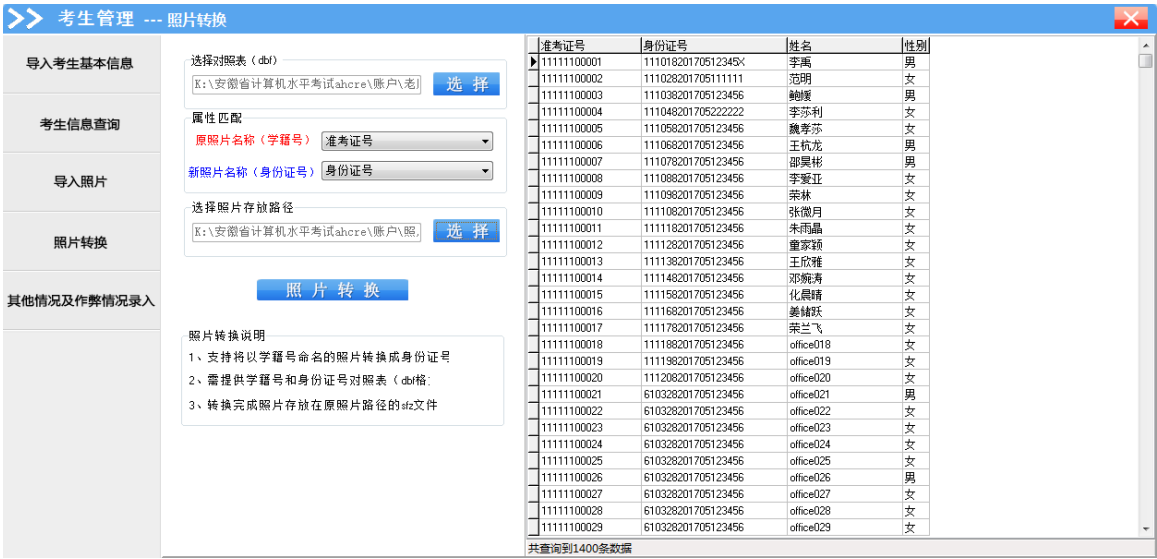 考生管理 --- 照片转换
导入考生基本信息
考生信息查询
导入照片
照片转换
其他情况及作弊情况录入
选择对照表（dbf）
K:\安徽省计算机水平考试ahcre\账户\老
选 择
属性匹配
原照片名称（学籍号） 准考证号
新照片名称（身份证号） 身份证号
选择照片存放路径
K:\安徽省计算机水平考试ahcre\账户\照
选 择
照 片 转 换
照片转换说明
1、支持将以学籍号命名的照片转换成身份证号
2、需提供学籍号和身份证号对照表（dbf格
3、转换完成照片存放在原照片路径的sfz文件
准考证号 身份证号 姓名 性别
11111100001 11101820170512345X 李禹 男
11111100002 111028201705111111 范明 女
11111100003 111038201705123456 鲍媛 男
11111100004 111048201705222222 李莎利 女
11111100005 111058201705123456 魏孝莎 女
11111100006 111068201705123456 王杭龙 男
11111100007 111078201705123456 邵昊彬 男
11111100008 111088201705123456 李爱亚 女
11111100009 111098201705123456 荣林 女
11111100010 111108201705123456 张微月 女
11111100011 111118201705123456 朱雨晶 女
11111100012 111128201705123456 童家颖 女
11111100013 111138201705123456 王欣雅 女
11111100014 111148201705123456 邓婉涛 女
11111100015 111158201705123456 化晨晴 女
11111100016 111168201705123456 姜绪跃 女
11111100017 111178201705123456 荣兰飞 女
11111100018 111188201705123456 office018 女
11111100019 111198201705123456 office019 女
11111100020 111208201705123456 office020 女
11111100021 610328201705123456 office021 男
11111100022 610328201705123456 office022 女
11111100023 610328201705123456 office023 女
11111100024 610328201705123456 office024 女
11111100025 610328201705123456 office025 女
11111100026 610328201705123456 office026 男
11111100027 610328201705123456 office027 女
11111100028 610328201705123456 office028 女
11111100029 610328201705123456 office029 女
共查询到1400条数据